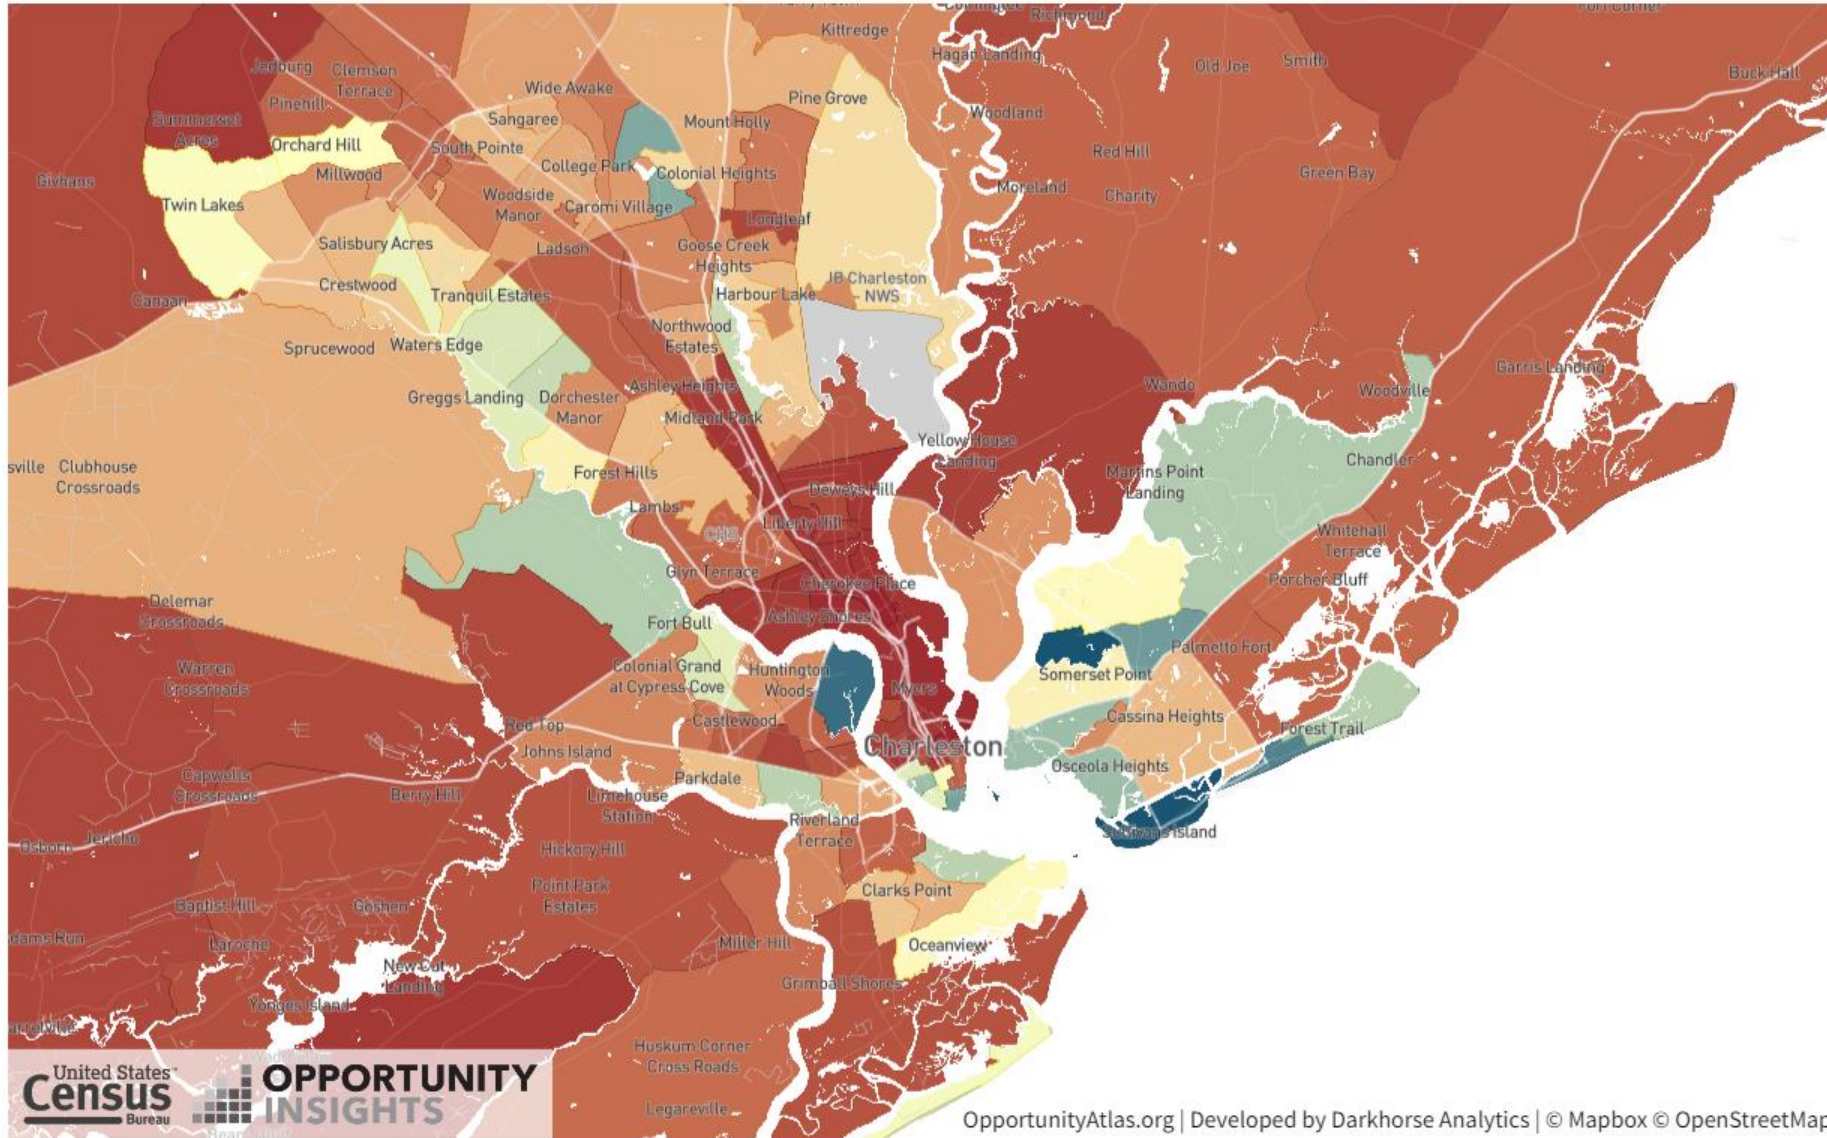 Richmond
Kittredge
Hagan Landing
Old Joe
Smith
Buck Hall
Jedburg
Clemson
Terrace
Wide Awake
Pine Grove
Pinehill
Sangaree
Mount Holly
Woodland
Summerset
Acres
Orchard Hill
South Pointe
College Park
Colonial Heights
Red Hill
Green Bay
Givhans
Millwood
Woodside
Manor
Caromi Village
Moreland
Charity
Twin Lakes
Longleaf
Salisbury Acres
Ladson
Goose Creek
Heights
Crestwood
Tranquil Estates
Harbour Lake
JB Charleston
- NWS
Canaan
Northwood
Estates
Sprucewood
Waters Edge
Garris Landing
Greggs Landing
Dorchester
Manor
Ashley Heights
Midland Park
Wando
Woodville
Yellow House
Landing
sville
Clubhouse
Crossroads
Forest Hills
Martins Point
Landing
Chandler
Deweys Hill
Lambs
Liberty Hill
CHS
Whitehall
Terrace
Glyn Terrace
Cherokee Place
Porcher Bluff
Delemar
Crossroads
Fort Bull
Ashley Shores
Palmetto Fort
Warren
Crossroads
Colonial Grand
at Cypress Cove
Huntington
Woods
Myers
Somerset Point
Red Top
Castlewood
Cassina Heights
Forest Trail
Johns Island
Charleston
Capwells
Crossroads
Berry Hill
Parkdale
Osceola Heights
Limehouse
Station
Osborn
Jericho
Riverland
Terrace
Sullivans Island
Hickory Hill
Point Park
Estates
Clarks Point
Baptist Hill
Goshen
Adams Run
Laroche
Miller Hill
Oceanview
New Cut
Landing
Grimball Shores
Yonges Island
Huskum Corner
Cross Roads
Legareville
United States
Census
Bureau
OPPORTUNITY
INSIGHTS
OpportunityAtlas.org | Developed by Darkhorse Analytics | © Mapbox © OpenStreetMap